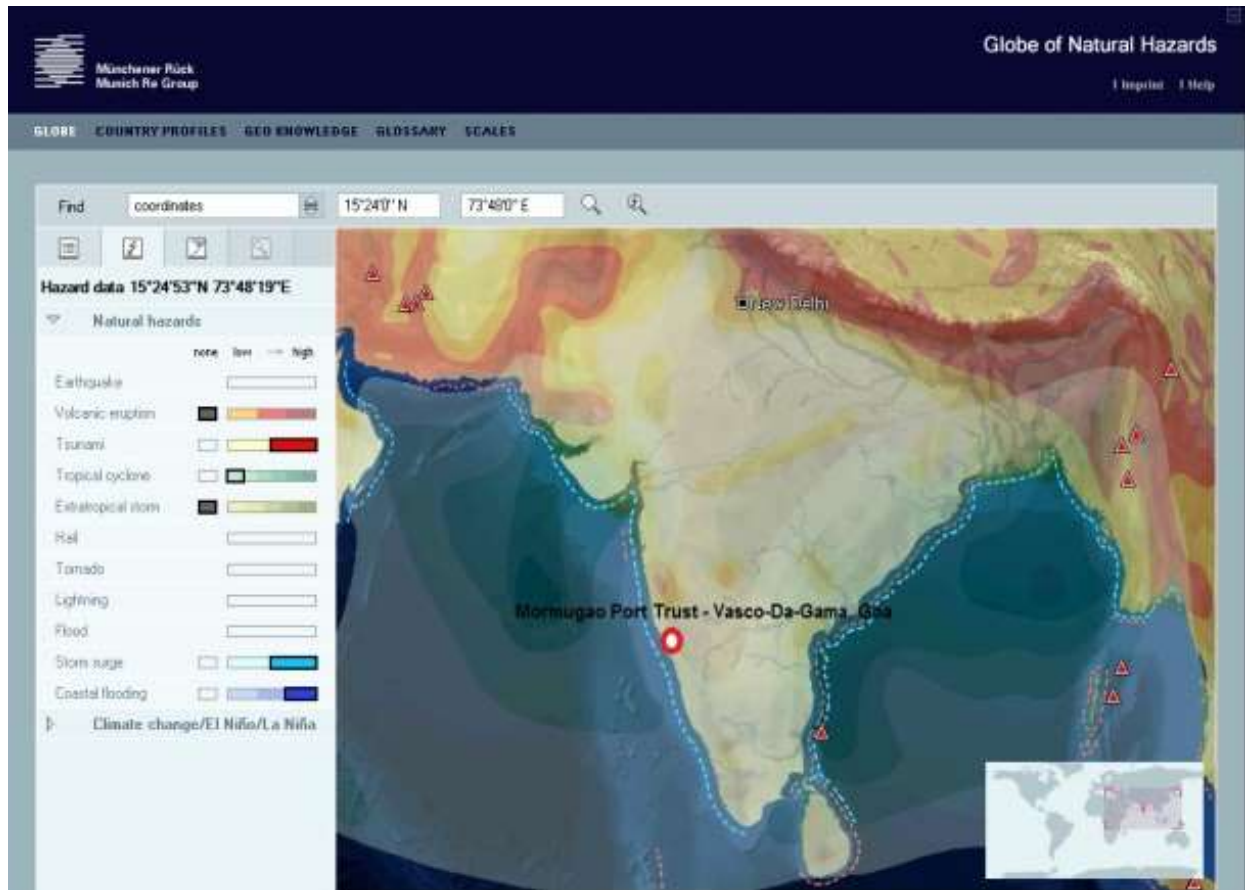 Globe of Natural Hazards
Münchener Rück
Munich Re Group
Imprint Help
GLOBE COUNTRY PROFILES GEO KNOWLEDGE GLOSSARY SCALES
Find coordinates 15°24'0" N 73°48'0" E
Hazard data 15°24'53"N 73°48'19"E
Natural hazards
none low → high
Earthquake
Volcanic eruption
Tsunami
Tropical cyclone
Extratropical storm
Hail
Tornado
Lightning
Flood
Storm surge
Coastal flooding
Climate change/El Niño/La Niña
New Delhi
Mormugao Port Trust - Vasco-Da-Gama, Goa